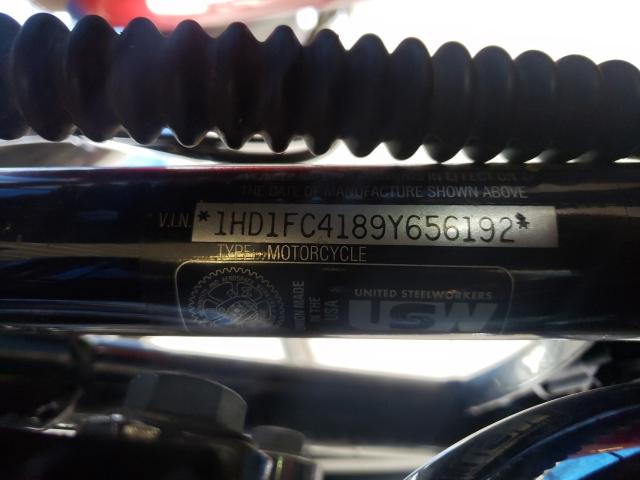 THE DATE OF MANUFACTURE SHOWN ABOVE
V.I.N. *1HD1FC4189Y656192*
TYPE: MOTORCYCLE
UNION MADE
IN THE
USA
UNITED STEELWORKERS
USW